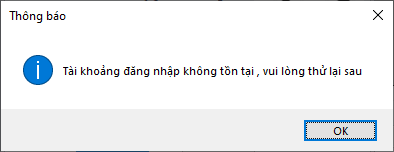 Thông báo
Tài khoảng đăng nhập không tồn tại , vui lòng thử lại sau
OK